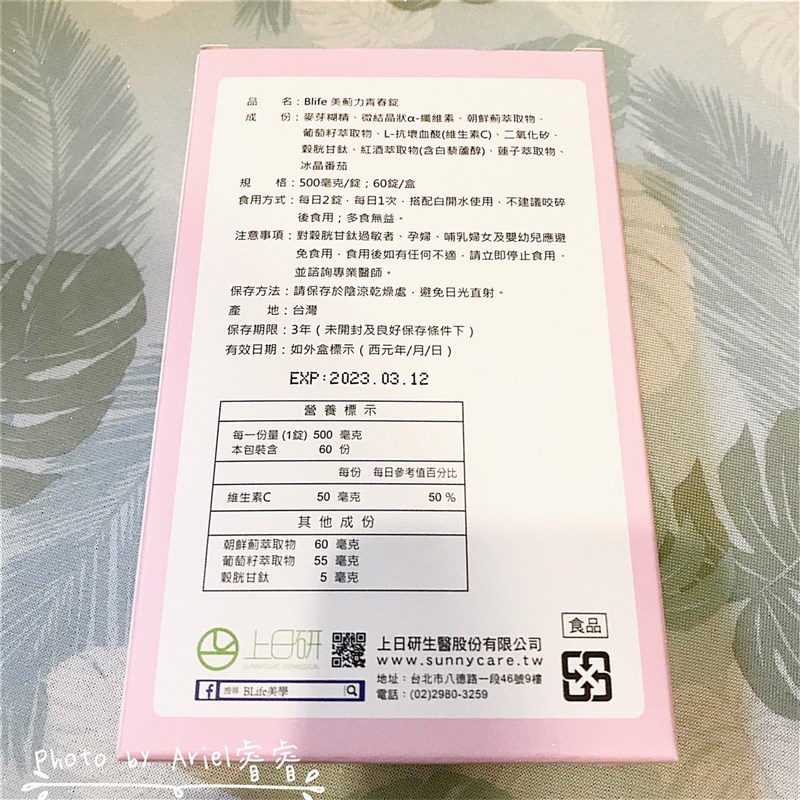 品　　名：Blife 美薊力青春錠
成　　份：麥芽糊精、微結晶狀α-纖維素、朝鮮薊萃取物、
葡萄籽萃取物、L-抗壞血酸(維生素C)、二氧化矽、
穀胱甘肽、紅酒萃取物(含白藜蘆醇)、蓮子萃取物、
冰晶番茄
規　　格：500毫克/錠；60錠/盒
食用方式：每日2錠，每日1次，搭配白開水使用，不建議咬碎
後食用；多食無益。
注意事項：對穀胱甘肽過敏者、孕婦、哺乳婦女及嬰幼兒應避
免食用，食用後如有任何不適，請立即停止食用，
並諮詢專業醫師。
保存方法：請保存於陰涼乾燥處，避免日光直射。
產　　地：台灣
保存期限：3年（未開封及良好保存條件下）
有效日期：如外盒標示（西元年/月/日）
EXP:2023.03.12
營養標示
每一份量 (1錠) 500 毫克
本包裝含 60 份
每份 每日參考值百分比
維生素C 50 毫克 50 %
其他成份
朝鮮薊萃取物 60 毫克
葡萄籽萃取物 55 毫克
穀胱甘肽 5 毫克
食品
上日研
SUNNYCARE BIOMEDICAL
上日研生醫股份有限公司
www.sunnycare.tw
地址：台北市八德路一段46號9樓
電話：(02)2980-3259
f 搜尋 BLife美學
Photo by Ariel睿睿